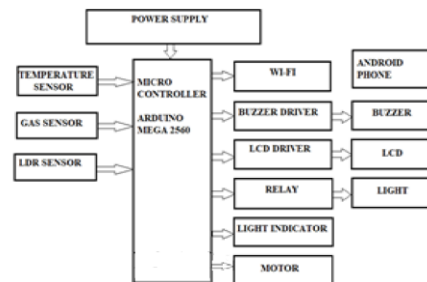 POWER SUPPLY
TEMPERATURE
SENSOR
GAS SENSOR
LDR SENSOR
MICRO
CONTROLLER
ARDUINO
MEGA 2560
WI-FI
ANDROID
PHONE
BUZZER DRIVER
BUZZER
LCD DRIVER
LCD
RELAY
LIGHT
LIGHT INDICATOR
MOTOR